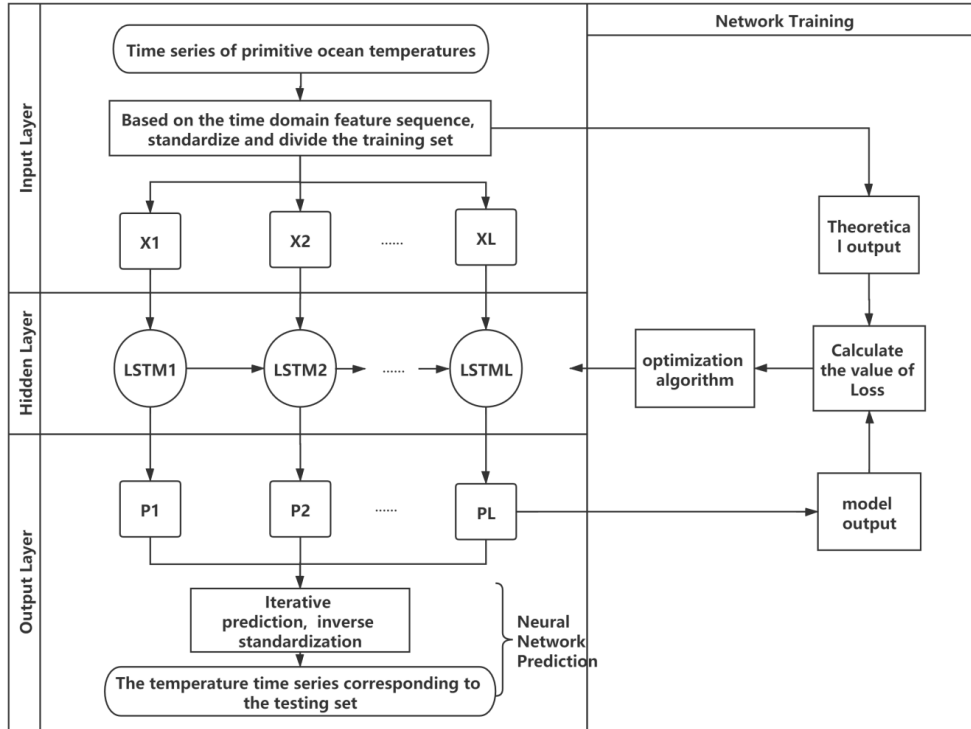 Network Training
Input Layer
Time series of primitive ocean temperatures
Based on the time domain feature sequence,
standardize and divide the training set
X1
X2
......
XL
Theoretica
l output
Hidden Layer
LSTM1
LSTM2
......
LSTML
optimization
algorithm
Calculate
the value of
Loss
Output Layer
P1
P2
......
PL
model
output
Iterative
prediction, inverse
standardization
Neural
Network
Prediction
The temperature time series corresponding to
the testing set